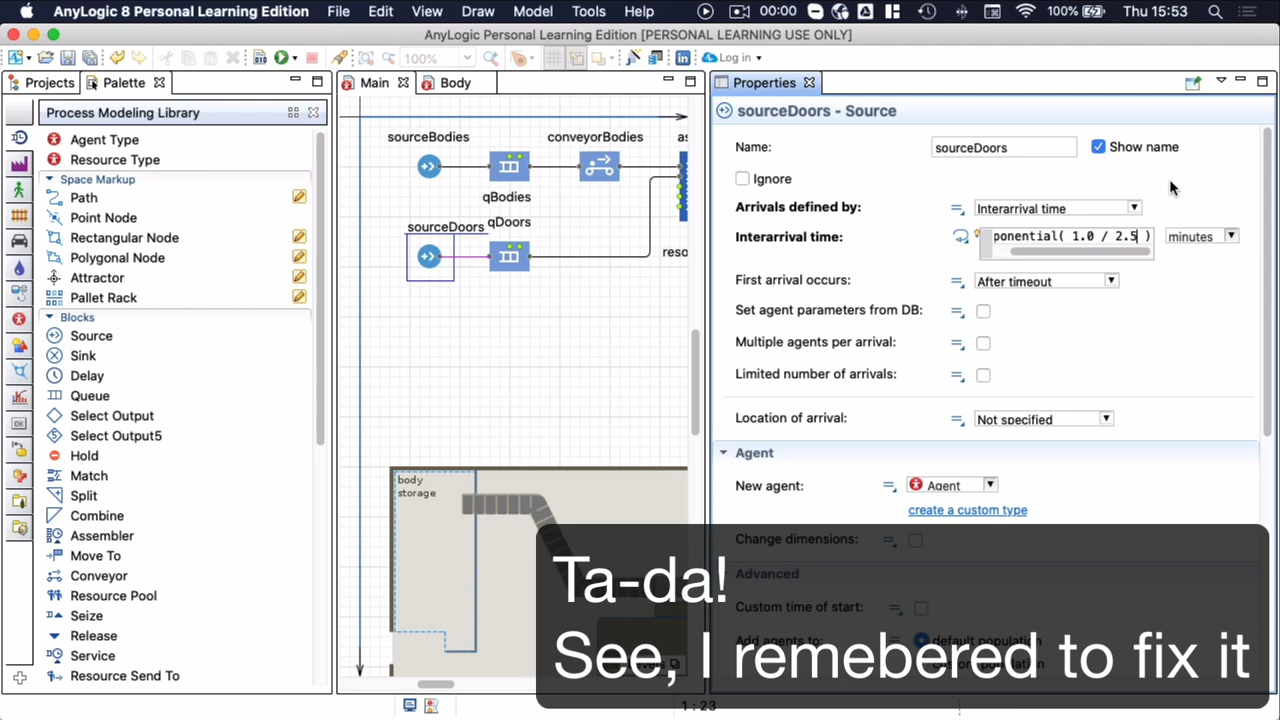 AnyLogic 8 Personal Learning Edition File Edit View Draw Model Tools Help 00:00 100% Thu 15:53
AnyLogic Personal Learning Edition [PERSONAL LEARNING USE ONLY]
100% Log in
Projects Palette Main Body Properties
Process Modeling Library
Agent Type
Resource Type
Space Markup
Path
Point Node
Rectangular Node
Polygonal Node
Attractor
Pallet Rack
Blocks
Source
Sink
Delay
Queue
Select Output
Select Output5
Hold
Match
Split
Combine
Assembler
Move To
Conveyor
Resource Pool
Seize
Release
Service
Resource Send To
sourceBodies conveyorBodies as
qBodies
sourceDoors qDoors
reso
body
storage
sourceDoors - Source
Name: sourceDoors Show name
Ignore
Arrivals defined by: Interarrival time
Interarrival time: ponential( 1.0 / 2.5 ) minutes
First arrival occurs: After timeout
Set agent parameters from DB:
Multiple agents per arrival:
Limited number of arrivals:
Location of arrival: Not specified
Agent
New agent: Agent
create a custom type
Change dimensions:
Advanced
Custom time of start:
Add agents to: default population
Ta-da!
See, I remebered to fix it